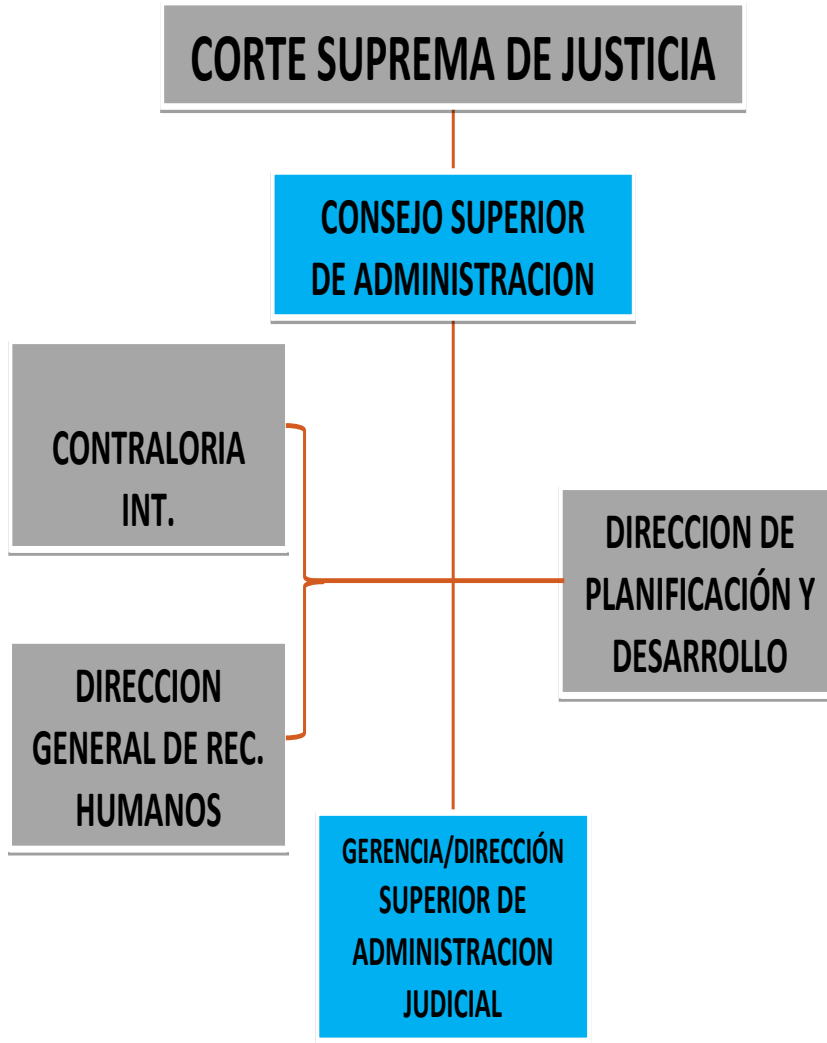 CORTE SUPREMA DE JUSTICIA
CONSEJO SUPERIOR
DE ADMINISTRACION
CONTRALORIA
INT.
DIRECCION DE
PLANIFICACIÓN Y
DESARROLLO
DIRECCION
GENERAL DE REC.
HUMANOS
GERENCIA/DIRECCIÓN
SUPERIOR DE
ADMINISTRACION
JUDICIAL